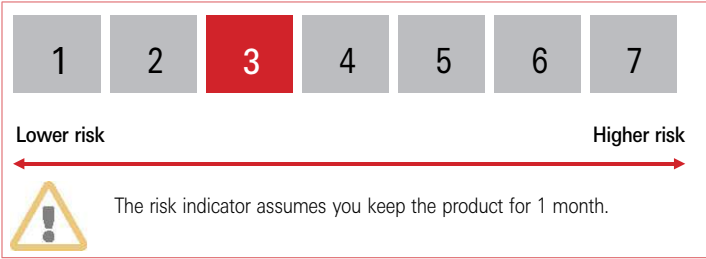 1 2 3 4 5 6 7
Lower risk Higher risk
The risk indicator assumes you keep the product for 1 month.